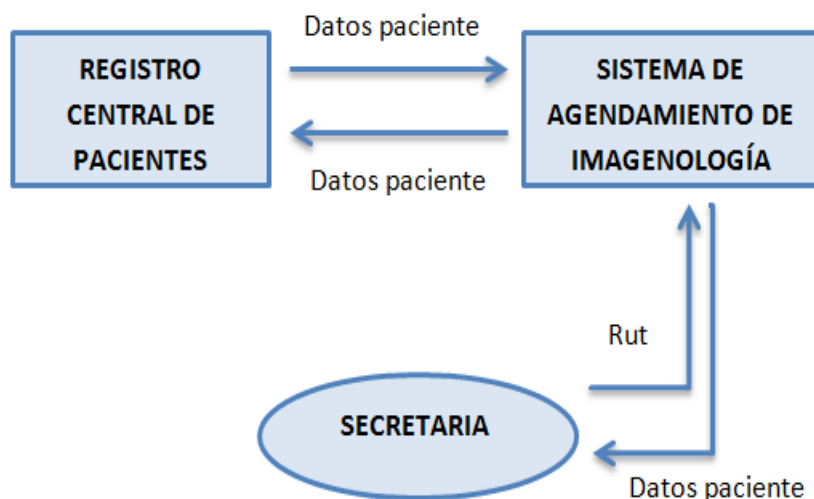 Datos paciente
REGISTRO
CENTRAL DE
PACIENTES
SISTEMA DE
AGENDAMIENTO DE
IMAGENOLOGÍA
Datos paciente
Rut
SECRETARIA
Datos paciente